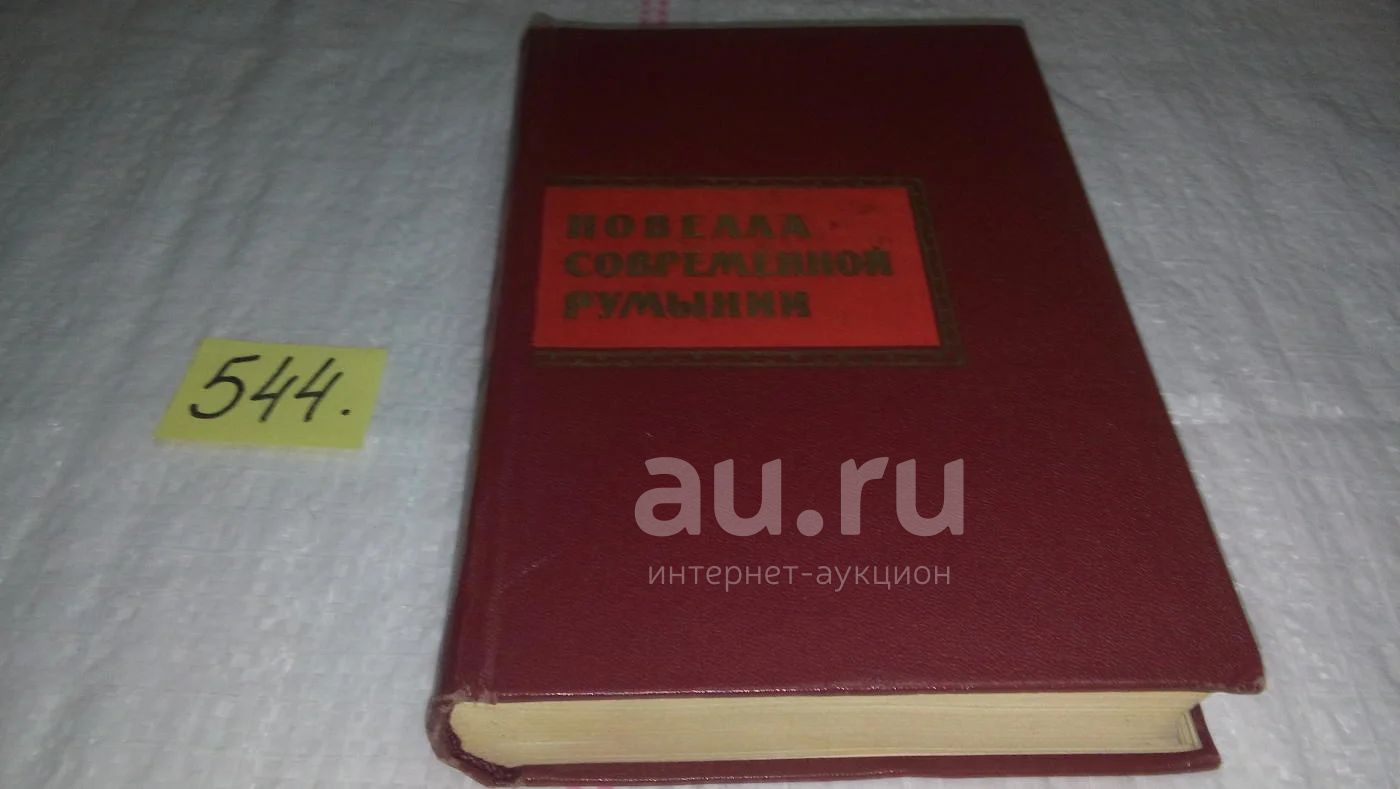 НОВЕЛЛА
СОВРЕМЕННОЙ
РУМЫНИИ
544.
au.ru
интернет-аукцион